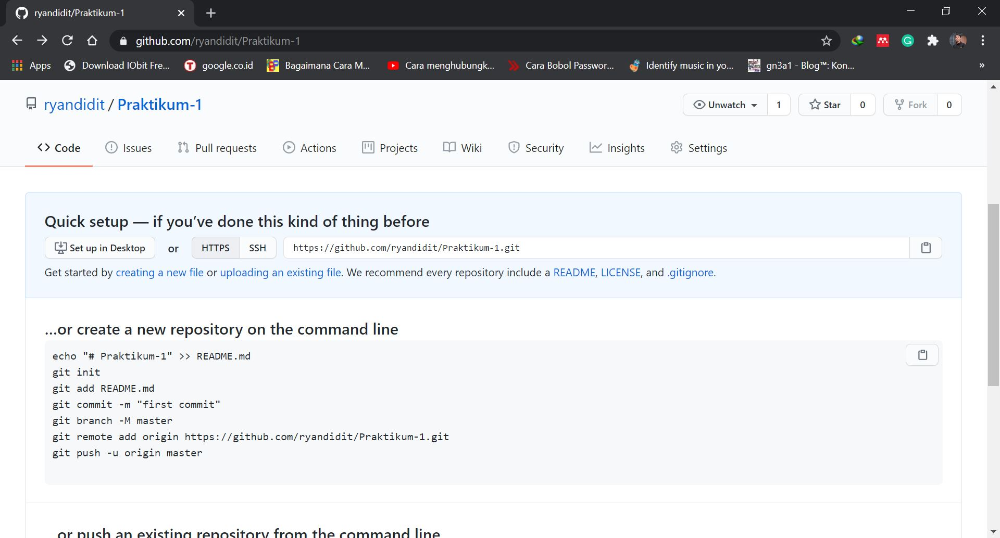 ryandidit/Praktikum-1
github.com/ryandidit/Praktikum-1
Apps Download IObit Fre... google.co.id Bagaimana Cara M... Cara menghubungk... Cara Bobol Passwor... Identify music in yo... gn3a1 - Blog™: Kon... »
ryandidit / Praktikum-1 Unwatch 1 Star 0 Fork 0
Code Issues Pull requests Actions Projects Wiki Security Insights Settings
Quick setup — if you’ve done this kind of thing before
Set up in Desktop or HTTPS SSH https://github.com/ryandidit/Praktikum-1.git
Get started by creating a new file or uploading an existing file. We recommend every repository include a README, LICENSE, and .gitignore.
…or create a new repository on the command line
echo "# Praktikum-1" >> README.md
git init
git add README.md
git commit -m "first commit"
git branch -M master
git remote add origin https://github.com/ryandidit/Praktikum-1.git
git push -u origin master
or push an existing repository from the command line